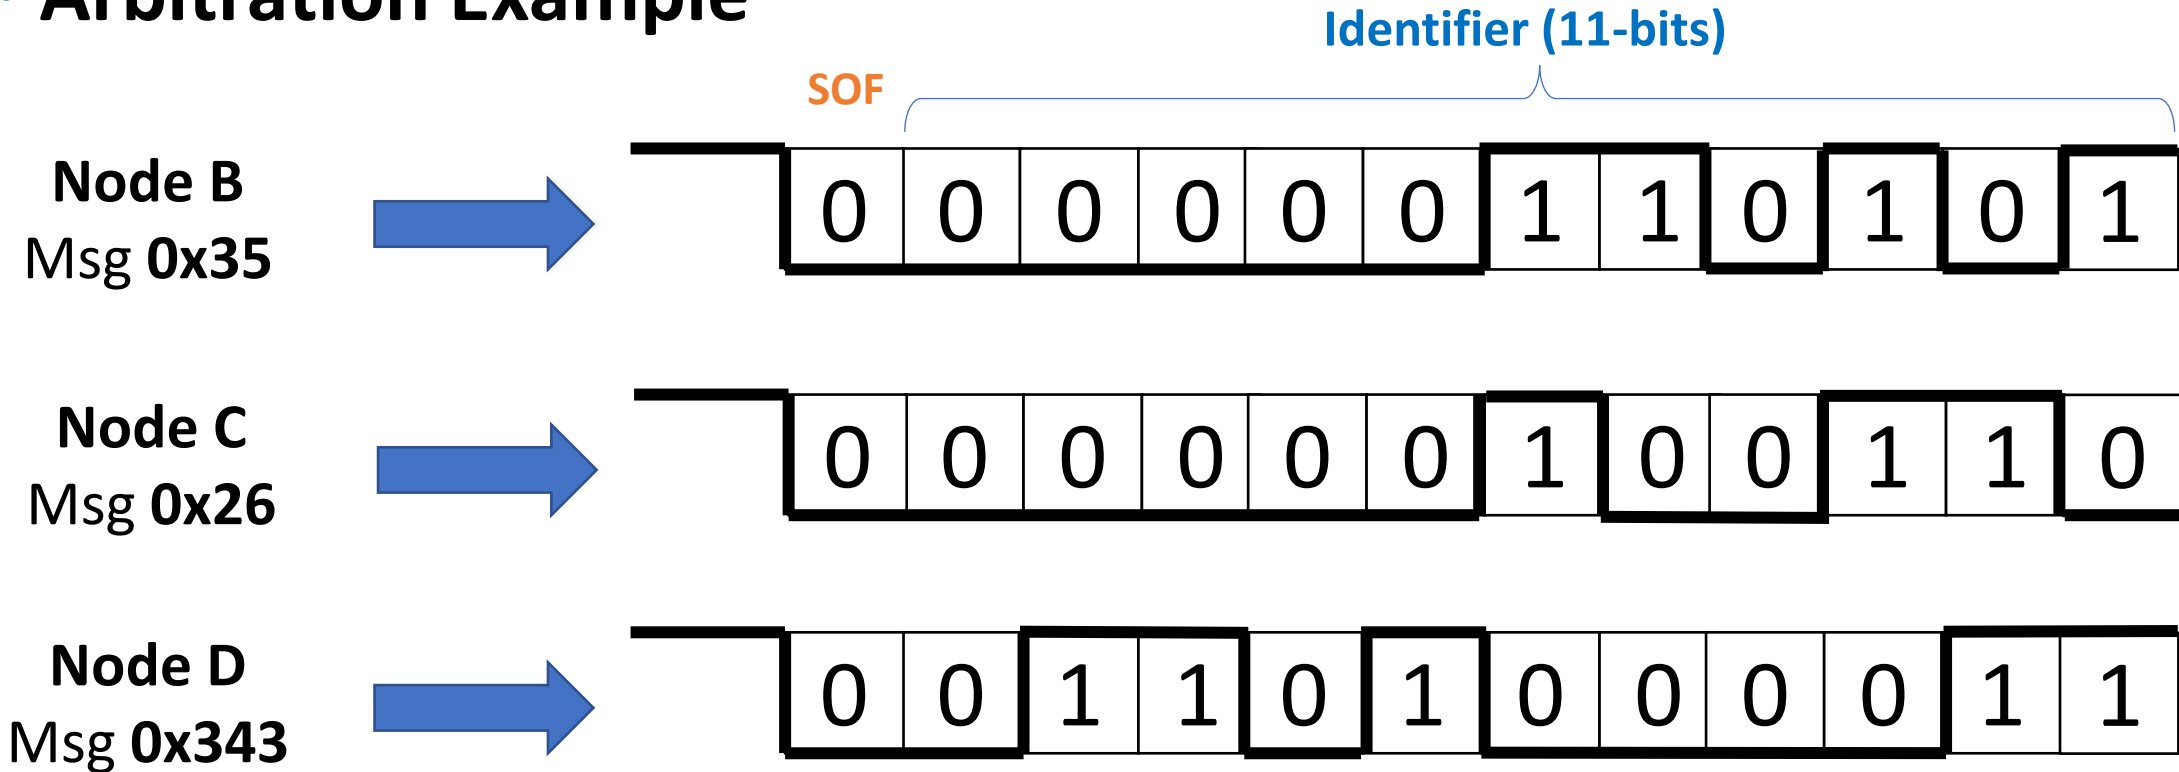 Arbitration Example
Identifier (11-bits)
SOF
Node B
Msg 0x35
0 0 0 0 0 0 1 1 0 1 0 1
Node C
Msg 0x26
0 0 0 0 0 0 1 0 0 1 1 0
Node D
Msg 0x343
0 0 1 1 0 1 0 0 0 0 1 1